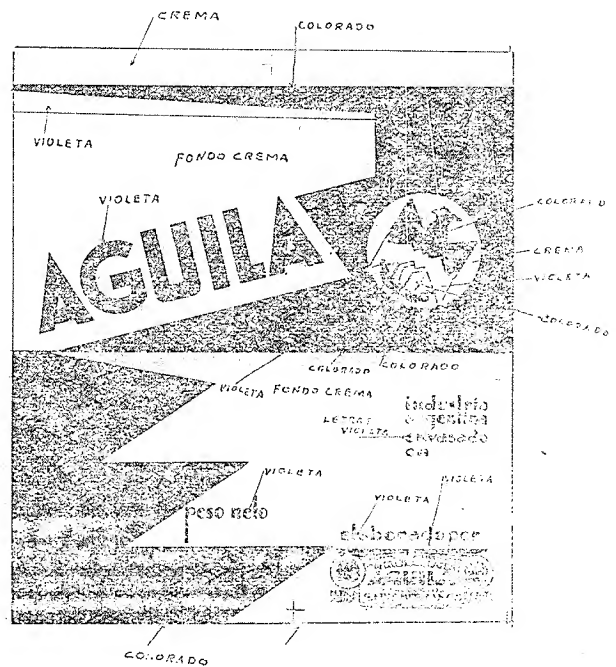 CREMA
COLORADO
VIOLETA
FONDO CREMA
VIOLETA
AGUILA
COLORADO
CREMA
VIOLETA
COLORADO
COLORADO COLORADO
VIOLETA FONDO CREMA
industria
argentina
LETRAS
VIOLETA
envasado
en
VIOLETA
VIOLETA
VIOLETA
peso neto
elaborado por
COLORADO